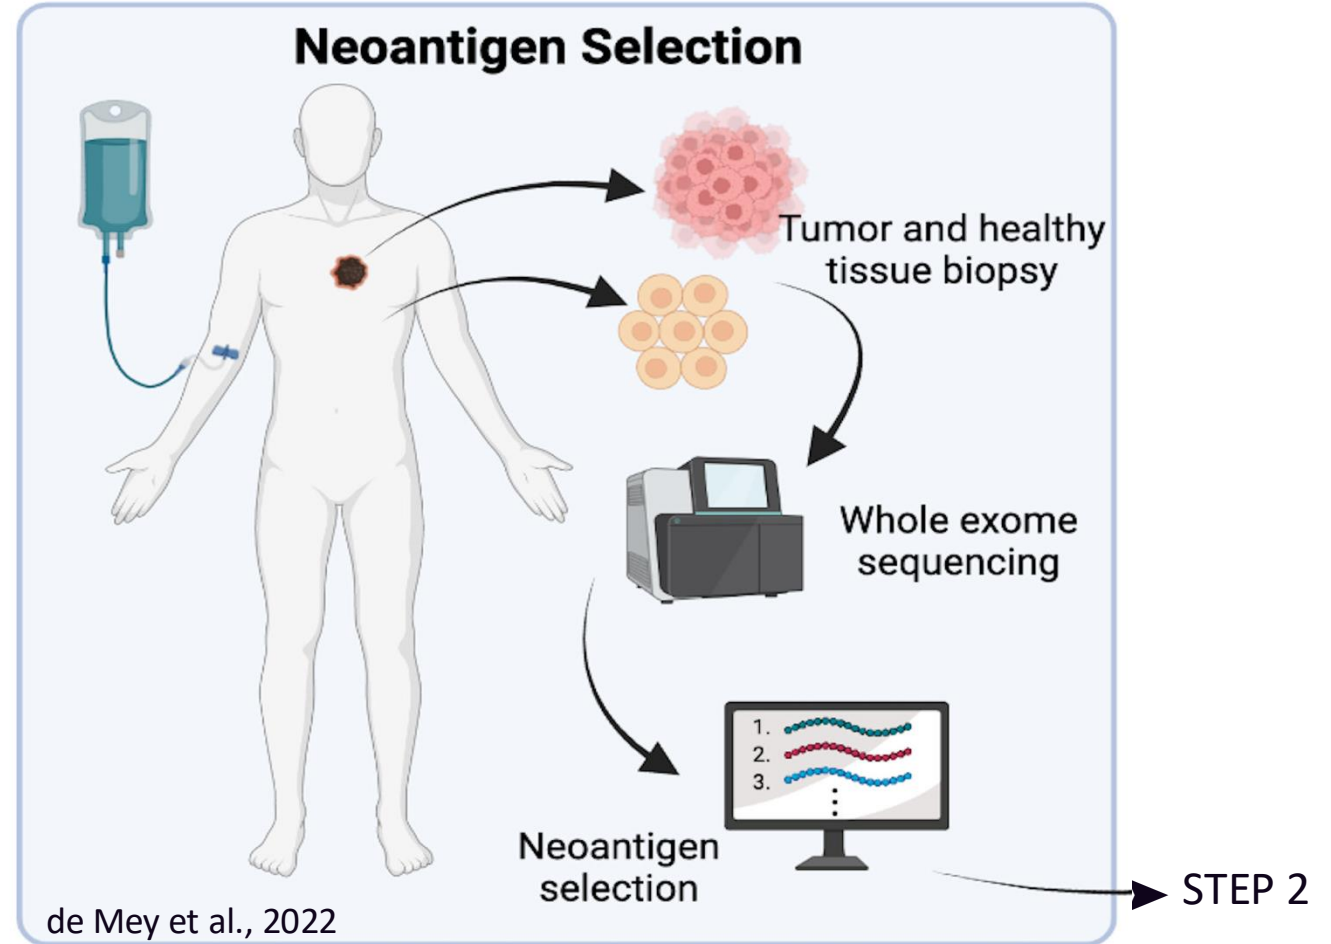 Neoantigen Selection
Tumor and healthy
tissue biopsy
Whole exome
sequencing
1.
2.
3.
Neoantigen
selection
STEP 2
de Mey et al., 2022